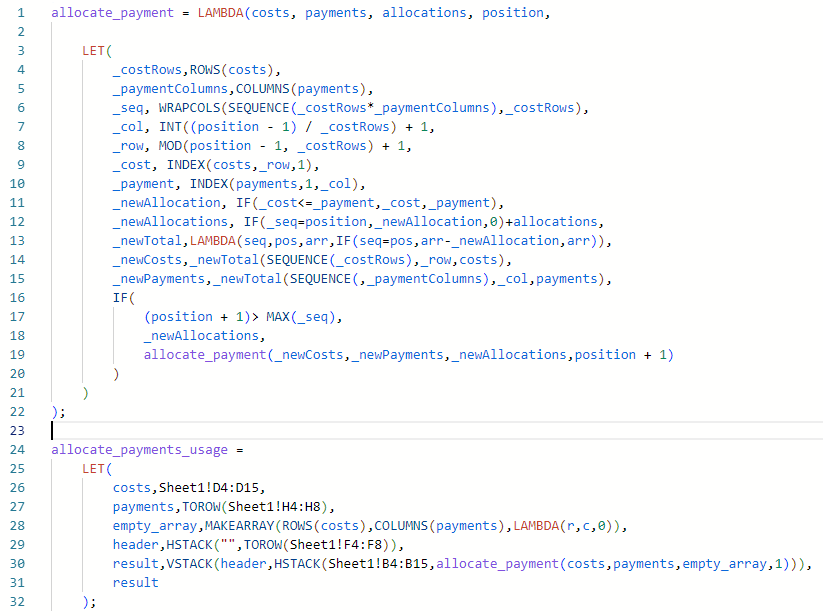 1 allocate_payment = LAMBDA(costs, payments, allocations, position,
2
3 LET(
4 _costRows,ROWS(costs),
5 _paymentColumns,COLUMNS(payments),
6 _seq, WRAPCOLS(SEQUENCE(_costRows*_paymentColumns),_costRows),
7 _col, INT((position - 1) / _costRows) + 1,
8 _row, MOD(position - 1, _costRows) + 1,
9 _cost, INDEX(costs,_row,1),
10 _payment, INDEX(payments,1,_col),
11 _newAllocation, IF(_cost<=_payment,_cost,_payment),
12 _newAllocations, IF(_seq=position,_newAllocation,0)+allocations,
13 _newTotal,LAMBDA(seq,pos,arr,IF(seq=pos,arr-_newAllocation,arr)),
14 _newCosts,_newTotal(SEQUENCE(_costRows),_row,costs),
15 _newPayments,_newTotal(SEQUENCE(,_paymentColumns),_col,payments),
16 IF(
17 (position + 1)> MAX(_seq),
18 _newAllocations,
19 allocate_payment(_newCosts,_newPayments,_newAllocations,position + 1)
20 )
21 )
22 );
23
24 allocate_payments_usage =
25 LET(
26 costs,Sheet1!D4:D15,
27 payments,TOROW(Sheet1!H4:H8),
28 empty_array,MAKEARRAY(ROWS(costs),COLUMNS(payments),LAMBDA(r,c,0)),
29 header,HSTACK("",TOROW(Sheet1!F4:F8)),
30 result,VSTACK(header,HSTACK(Sheet1!B4:B15,allocate_payment(costs,payments,empty_array,1))),
31 result
32 );